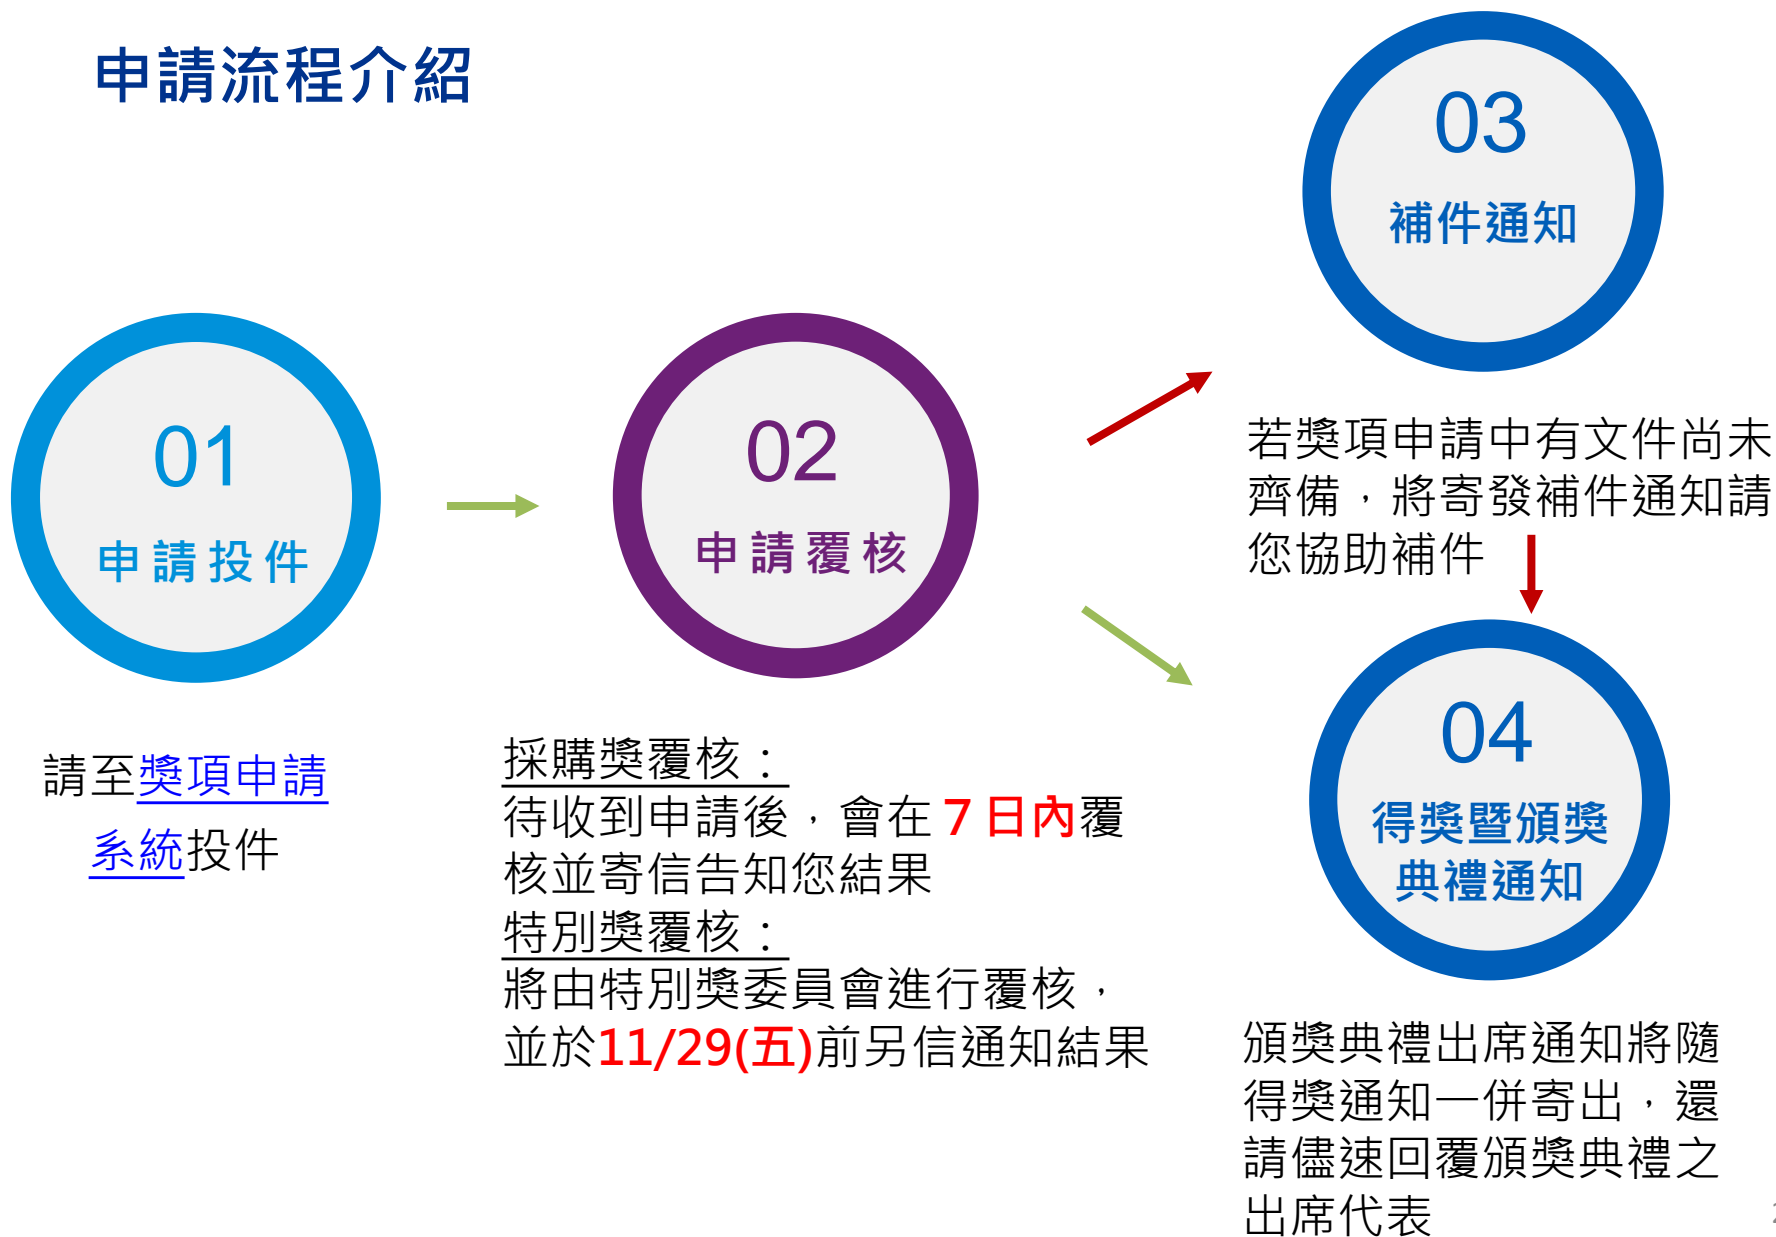 申請流程介紹
01
申請投件
請至獎項申請
系統投件
02
申請覆核
採購獎覆核：
待收到申請後，會在 7 日內覆
核並寄信告知您結果
特別獎覆核：
將由特別獎委員會進行覆核，
並於11/29(五)前另信通知結果
03
補件通知
若獎項申請中有文件尚未
齊備，將寄發補件通知請
您協助補件
04
得獎暨頒獎
典禮通知
頒獎典禮出席通知將隨
得獎通知一併寄出，還
請儘速回覆頒獎典禮之
出席代表